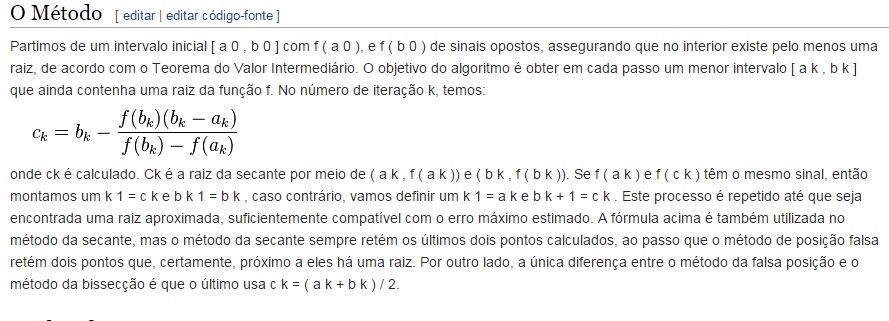 O Método [ editar | editar código-fonte ]
Partimos de um intervalo inicial [ a 0 , b 0 ] com f ( a 0 ), e f ( b 0 ) de sinais opostos, assegurando que no interior existe pelo menos uma
raiz, de acordo com o Teorema do Valor Intermediário. O objetivo do algoritmo é obter em cada passo um menor intervalo [ a k , b k ]
que ainda contenha uma raiz da função f. No número de iteração k, temos:
c_k = b_k − \frac{f(b_k)(b_k − a_k)}{f(b_k) − f(a_k)}
onde ck é calculado. Ck é a raiz da secante por meio de ( a k , f ( a k )) e ( b k , f ( b k )). Se f ( a k ) e f ( c k ) têm o mesmo sinal, então
montamos um k 1 = c k e b k 1 = b k , caso contrário, vamos definir um k 1 = a k e b k + 1 = c k . Este processo é repetido até que seja
encontrada uma raiz aproximada, suficientemente compatível com o erro máximo estimado. A fórmula acima é também utilizada no
método da secante, mas o método da secante sempre retém os últimos dois pontos calculados, ao passo que o método de posição falsa
retém dois pontos que, certamente, próximo a eles há uma raiz. Por outro lado, a única diferença entre o método da falsa posição e o
método da bissecção é que o último usa c k = ( a k + b k ) / 2.